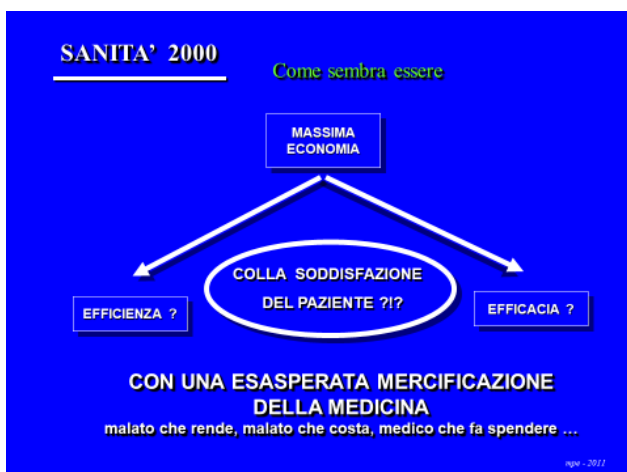 SANITA’ 2000
Come sembra essere
MASSIMA
ECONOMIA
COLLA SODDISFAZIONE
DEL PAZIENTE ?!?
EFFICIENZA ?
EFFICACIA ?
CON UNA ESASPERATA MERCIFICAZIONE
DELLA MEDICINA
malato che rende, malato che costa, medico che fa spendere …
mpe - 2011